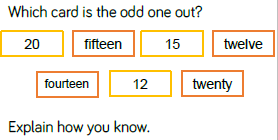 Which card is the odd one out?
20 fifteen 15 twelve
fourteen 12 twenty
Explain how you know.